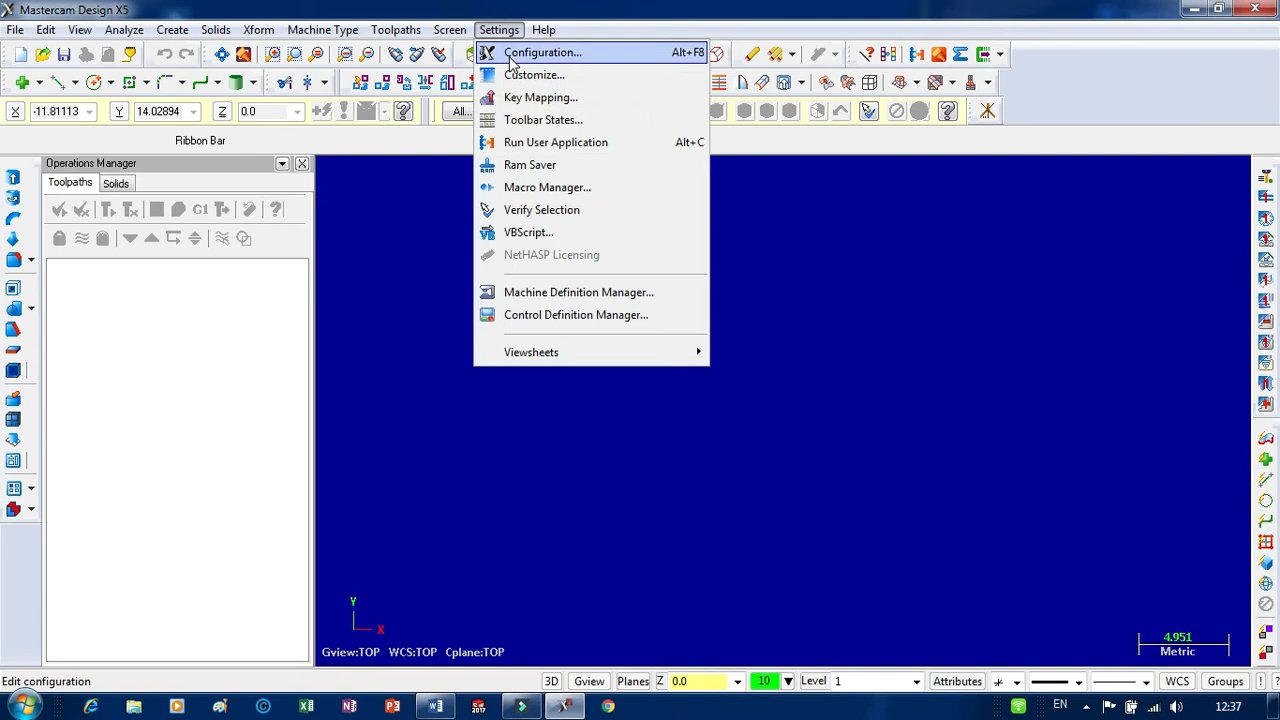 Mastercam Design X5
File Edit View Analyze Create Solids Xform Machine Type Toolpaths Screen Settings Help
Configuration... Alt+F8
Customize...
Key Mapping...
Toolbar States...
Run User Application Alt+C
Ram Saver
Macro Manager...
Verify Selection
VBScript...
NetHASP Licensing
Machine Definition Manager...
Control Definition Manager...
Viewsheets
X -11.81113 Y 14.02894 Z 0.0 All...
Ribbon Bar
Operations Manager
Toolpaths Solids
G1
Y
X
Gview:TOP WCS:TOP Cplane:TOP
4.951
Metric
Edit configuration
3D Gview Planes Z 0.0 10 Level 1 Attributes WCS Groups ! ?
2017
EN 12:37